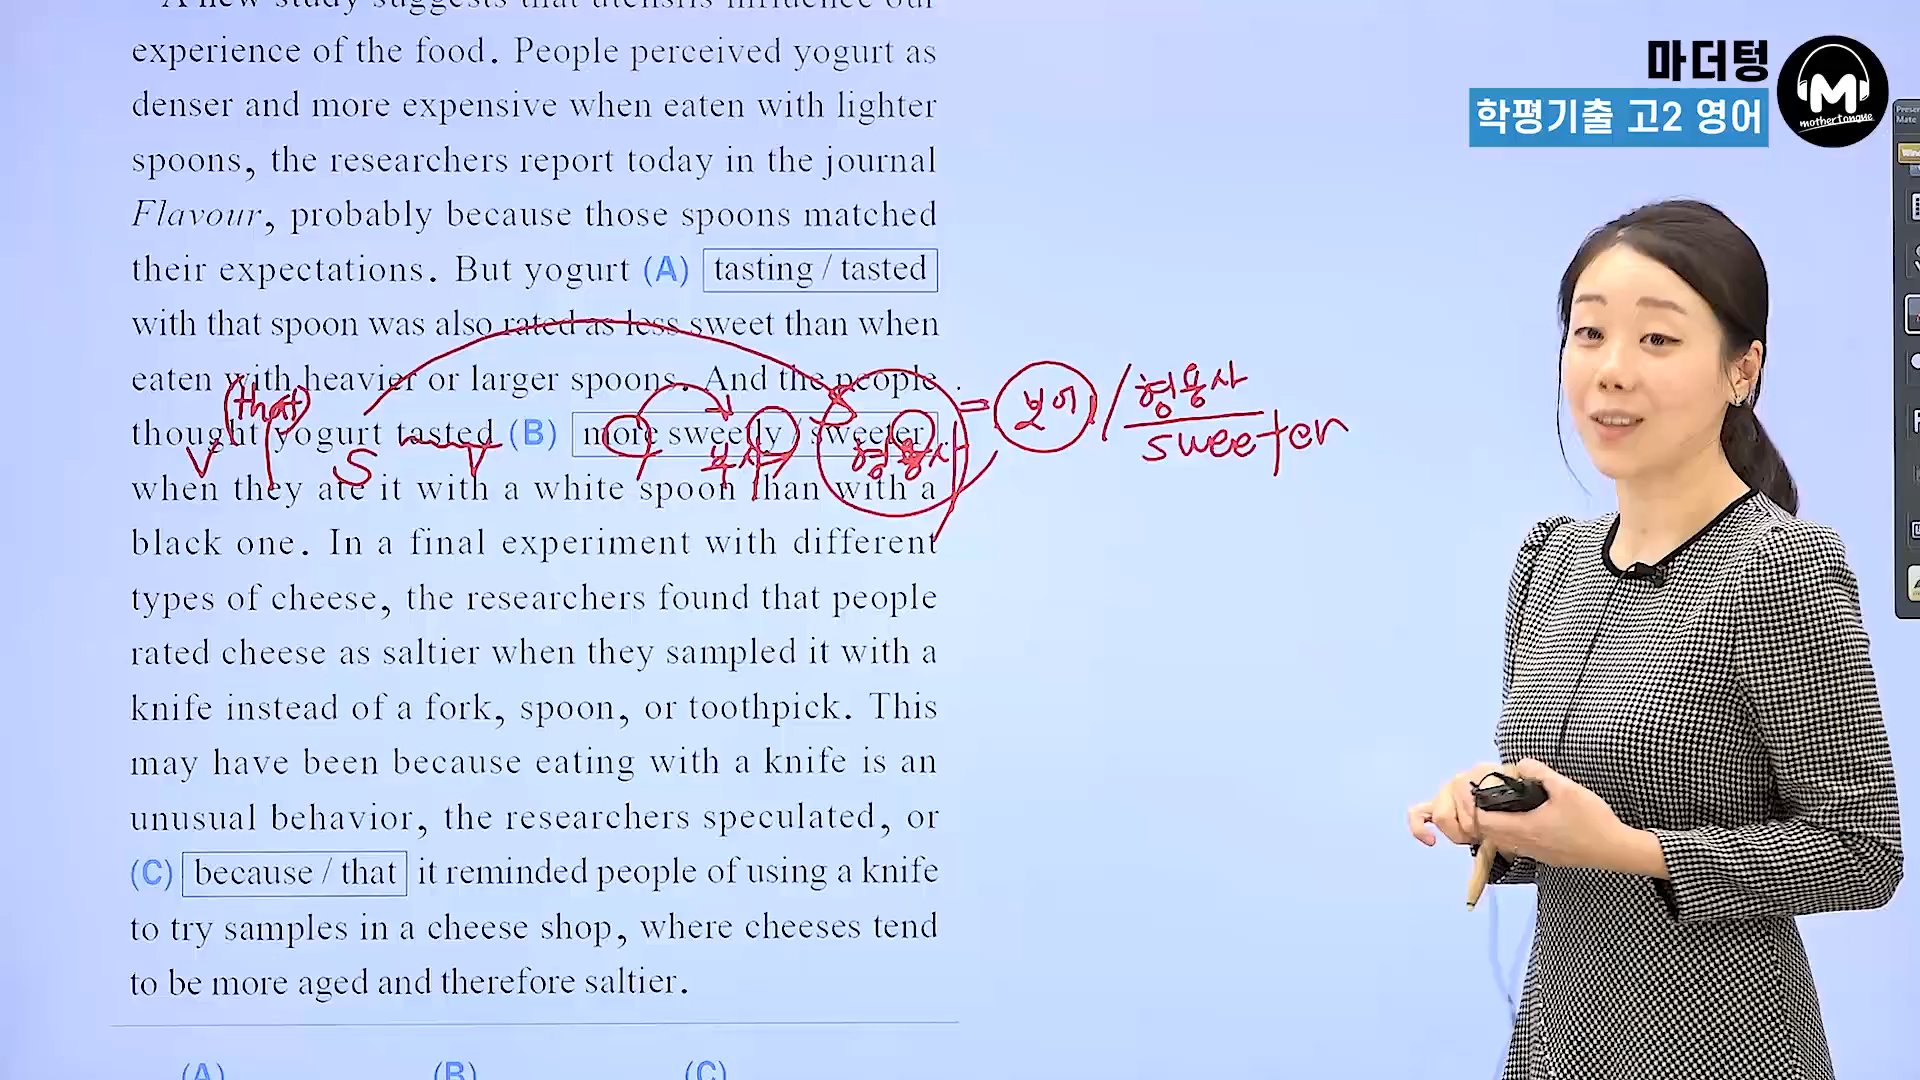 A new study suggests that utensils influence our
experience of the food. People perceived yogurt as
denser and more expensive when eaten with lighter
spoons, the researchers report today in the journal
Flavour, probably because those spoons matched
their expectations. But yogurt (A) tasting / tasted
with that spoon was also rated as less sweet than when
eaten with heavier or larger spoons. And the people
(that)
thought yogurt tasted (B) more sweetly / sweeter
V S V 부사 형용사 S
= 보어 / 형용사
sweeter
when they ate it with a white spoon than with a
black one. In a final experiment with different
types of cheese, the researchers found that people
rated cheese as saltier when they sampled it with a
knife instead of a fork, spoon, or toothpick. This
may have been because eating with a knife is an
unusual behavior, the researchers speculated, or
(C) because / that it reminded people of using a knife
to try samples in a cheese shop, where cheeses tend
to be more aged and therefore saltier.
(A) (B) (C)
마더텅
학평기출 고2 영어
M
mothertongue